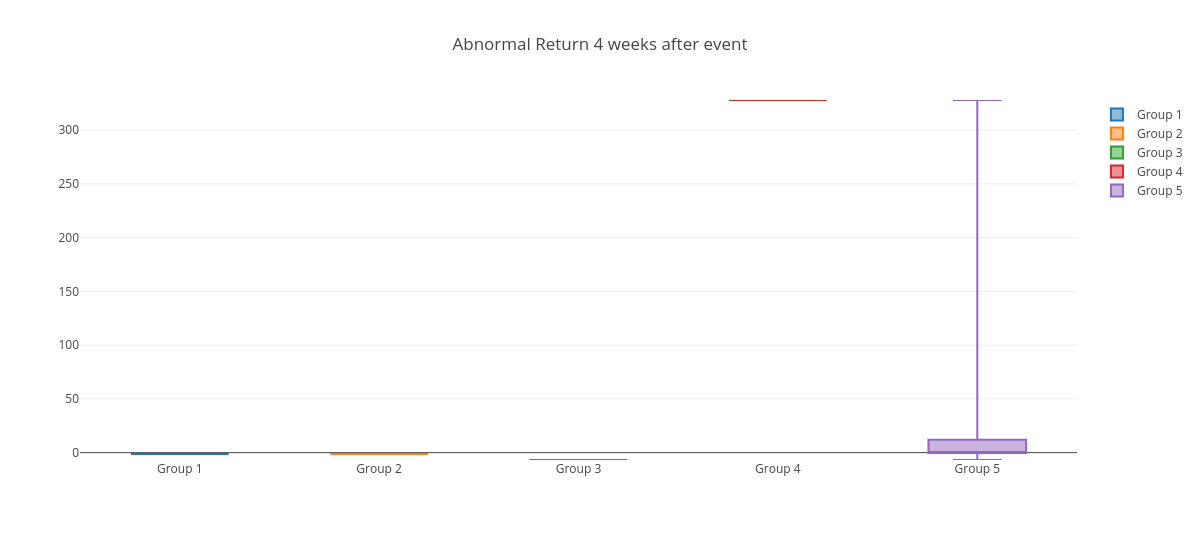 Abnormal Return 4 weeks after event
300
250
200
150
100
50
0
Group 1
Group 2
Group 3
Group 4
Group 5
Group 1
Group 2
Group 3
Group 4
Group 5